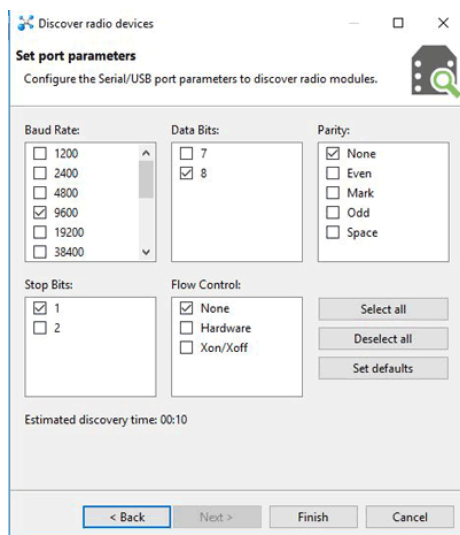 Discover radio devices
Set port parameters
Configure the Serial/USB port parameters to discover radio modules.
Baud Rate:
1200
2400
4800
9600
19200
38400
Data Bits:
7
8
Parity:
None
Even
Mark
Odd
Space
Stop Bits:
1
2
Flow Control:
None
Hardware
Xon/Xoff
Select all
Deselect all
Set defaults
Estimated discovery time: 00:10
< Back
Next >
Finish
Cancel